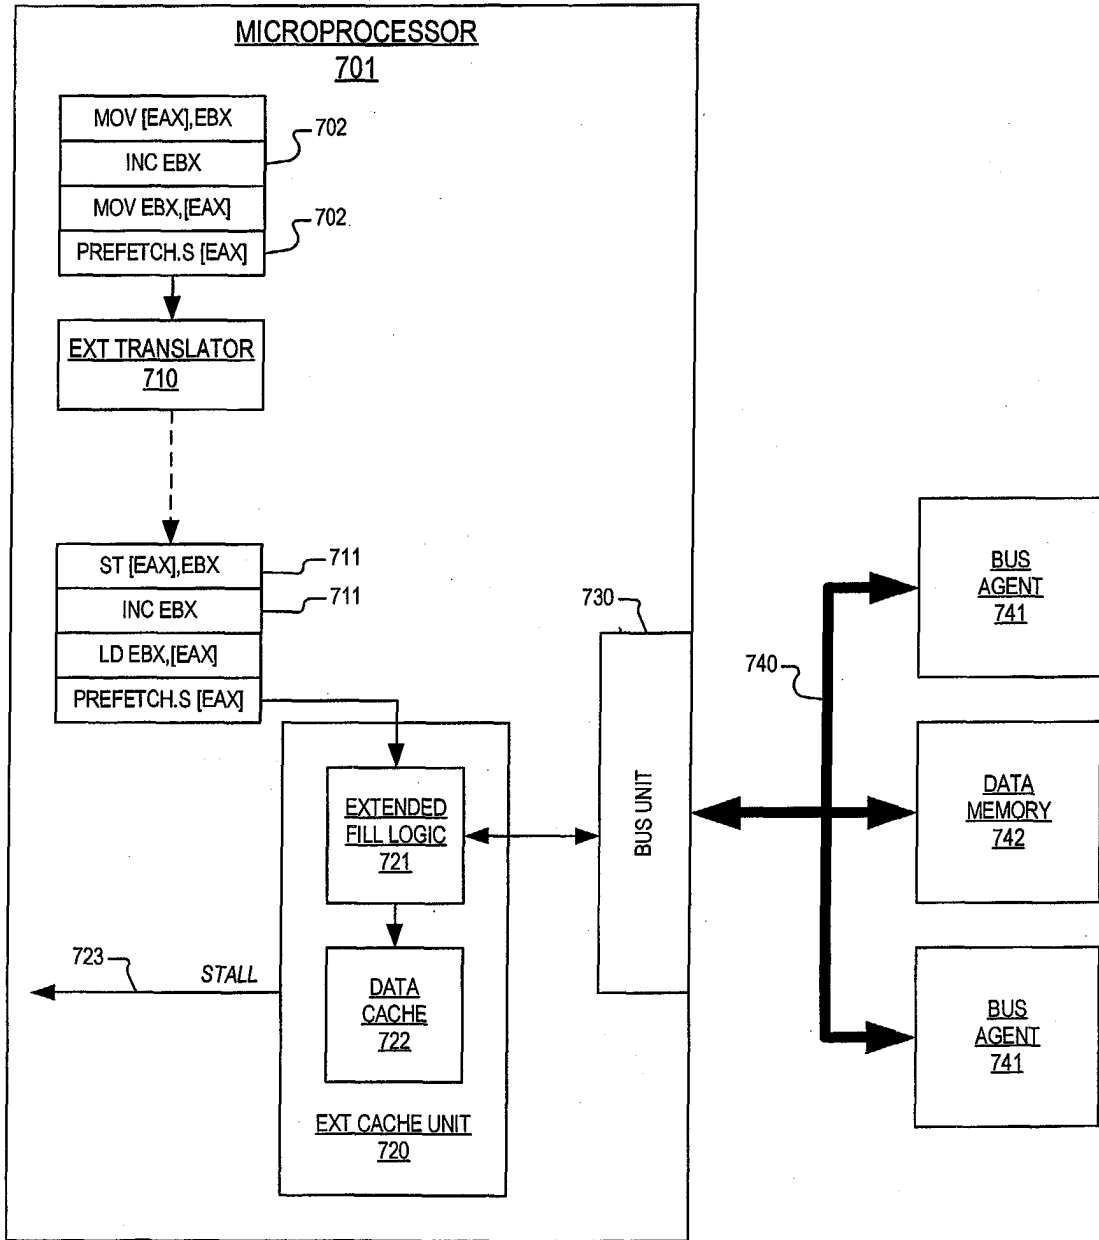 MICROPROCESSOR
701
MOV [EAX],EBX
702
INC EBX
MOV EBX,[EAX]
702
PREFETCH.S [EAX]
EXT TRANSLATOR
710
ST [EAX],EBX
711
INC EBX
711
LD EBX,[EAX]
PREFETCH.S [EAX]
730
BUS UNIT
EXTENDED
FILL LOGIC
721
723
STALL
DATA
CACHE
722
EXT CACHE UNIT
720
740
BUS
AGENT
741
DATA
MEMORY
742
BUS
AGENT
741